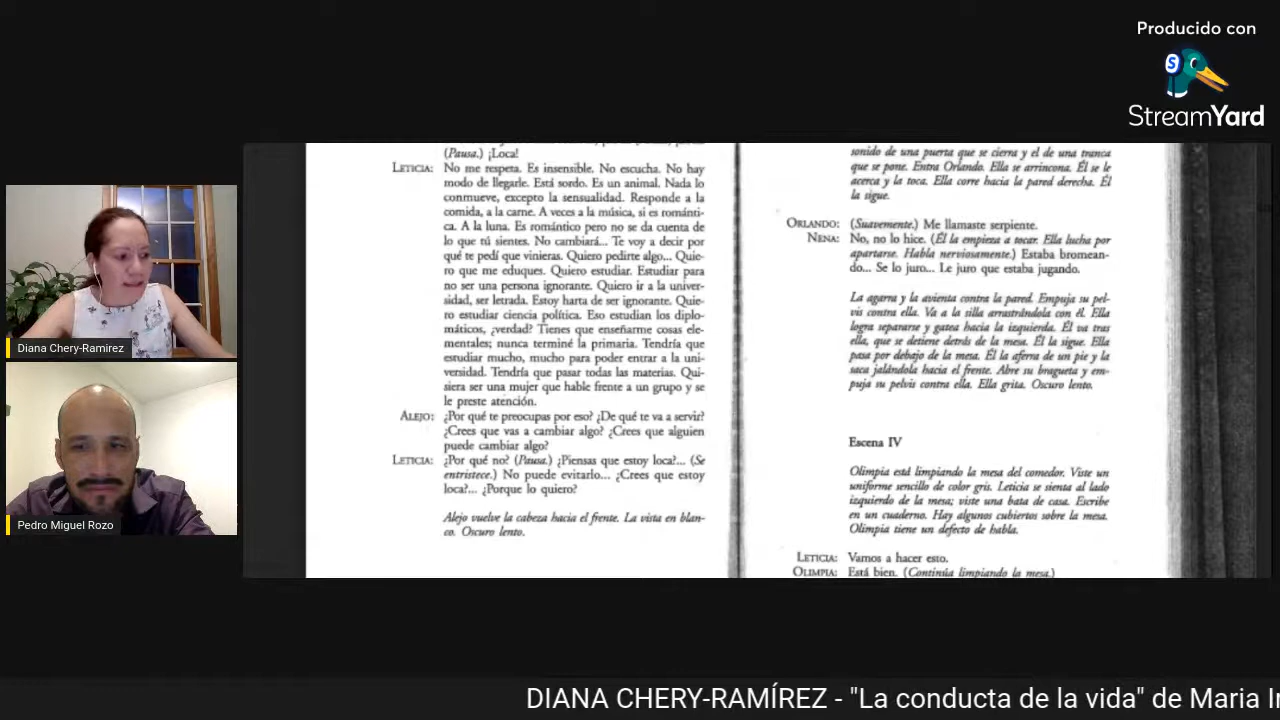 Producido con
StreamYard
Diana Chery-Ramirez
Pedro Miguel Rozo
(Pausa.) ¡Loca!
LETICIA: No me respeta. Es insensible. No escucha. No hay
modo de llegarle. Está sordo. Es un animal. Nada lo
conmueve, excepto la sensualidad. Responde a la
comida, a la carne. A veces a la música, si es románti-
ca. A la luna. Es romántico pero no se da cuenta de
lo que tú sientes. No cambiará... Te voy a decir por
qué te pedí que vinieras. Quiero pedirte algo... Quie-
ro que me eduques. Quiero estudiar. Estudiar para
no ser una persona ignorante. Quiero ir a la univer-
sidad, ser letrada. Estoy harta de ser ignorante. Quie-
ro estudiar ciencia política. Eso estudian los diplo-
máticos, ¿verdad? Tienes que enseñarme cosas ele-
mentales; nunca terminé la primaria. Tendría que
estudiar mucho, mucho para poder entrar a la uni-
versidad. Tendría que pasar todas las materias. Qui-
siera ser una mujer que hable frente a un grupo y se
le preste atención.
ALEJO: ¿Por qué te preocupas por eso? ¿De qué te va a servir?
¿Crees que vas a cambiar algo? ¿Crees que alguien
puede cambiar algo?
LETICIA: ¿Por qué no? (Pausa.) ¿Piensas que estoy loca?... (Se
entristece.) No puede evitarlo... ¿Crees que estoy
loca?... ¿Porque lo quiero?
Alejo vuelve la cabeza hacia el frente. La vista en blan-
co. Oscuro lento.
sonido de una puerta que se cierra y el de una tranca
que se pone. Entra Orlando. Ella se arrincona. Él se le
acerca y la toca. Ella corre hacia la pared derecha. Él
la sigue.
ORLANDO: (Suavemente.) Me llamaste serpiente.
NENA: No, no lo hice. (Él la empieza a tocar. Ella lucha por
apartarse. Habla nerviosamente.) Estaba bromean-
do... Se lo juro... Le juro que estaba jugando.
La agarra y la avienta contra la pared. Empuja su pel-
vis contra ella. Va a la silla arrastrándola con él. Ella
logra separarse y gatea hacia la izquierda. Él va tras
ella, que se detiene detrás de la mesa. Él la sigue. Ella
pasa por debajo de la mesa. Él la aferra de un pie y la
saca jalándola hacia el frente. Abre su bragueta y em-
puja su pelvis contra ella. Ella grita. Oscuro lento.
Escena IV
Olimpia está limpiando la mesa del comedor. Viste un
uniforme sencillo de color gris. Leticia se sienta al lado
izquierdo de la mesa; viste una bata de casa. Escribe
en un cuaderno. Hay algunos cubiertos sobre la mesa.
Olimpia tiene un defecto de habla.
LETICIA: Vamos a hacer esto.
OLIMPIA: Está bien. (Continúa limpiando la mesa.)
DIANA CHERY-RAMÍREZ - "La conducta de la vida" de Maria